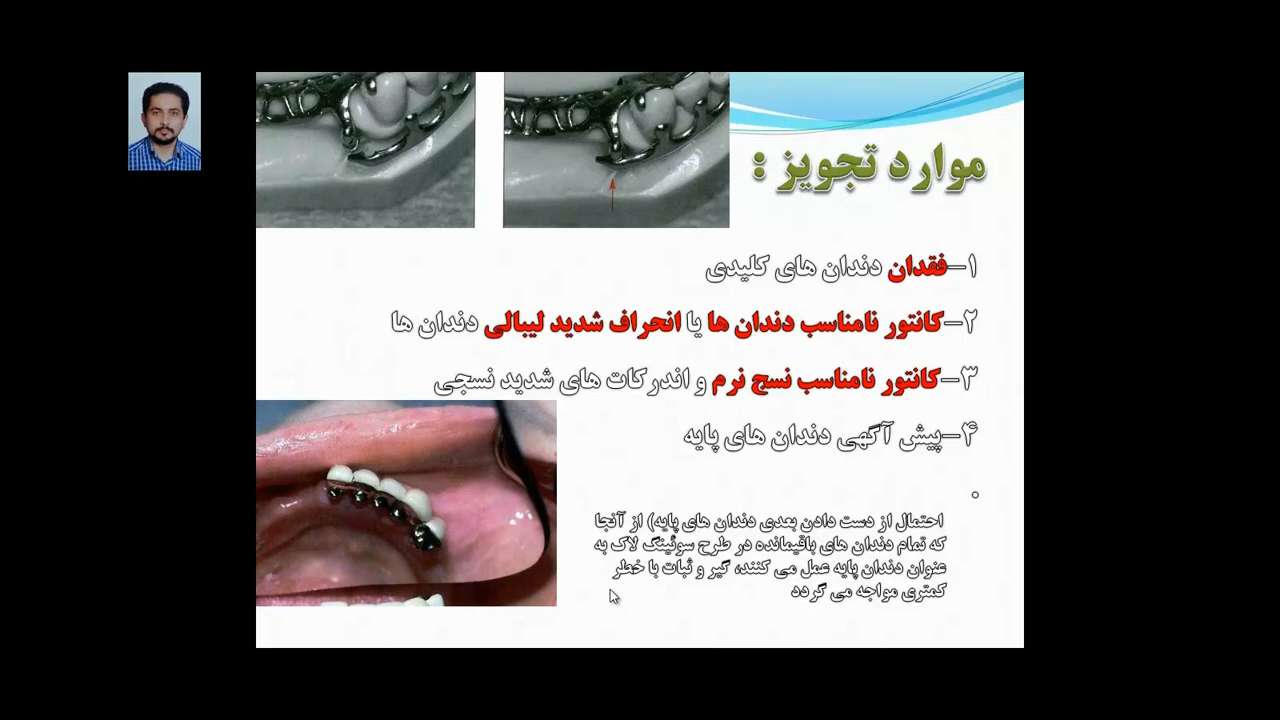 موارد تجویز :
۱-فقدان دندان های کلیدی
۲-کانتور نامناسب دندان ها یا انحراف شدید لیبالی دندان ها
۳-کانتور نامناسب نسج نرم و اندرکات های شدید نسجی
۴-پیش آگهی دندان های پایه
احتمال از دست دادن بعدی دندان های پایه) از آنجا
که تمام دندان های باقیمانده در طرح سوئینگ لاک به
عنوان دندان پایه عمل می کنند، گیر و ثبات با خطر
کمتری مواجه می گردد